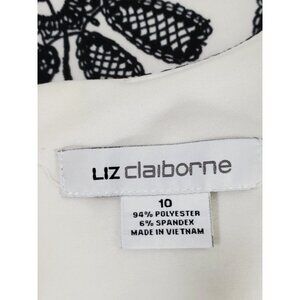 LIZ claiborne
10
94% POLYESTER
6% SPANDEX
MADE IN VIETNAM